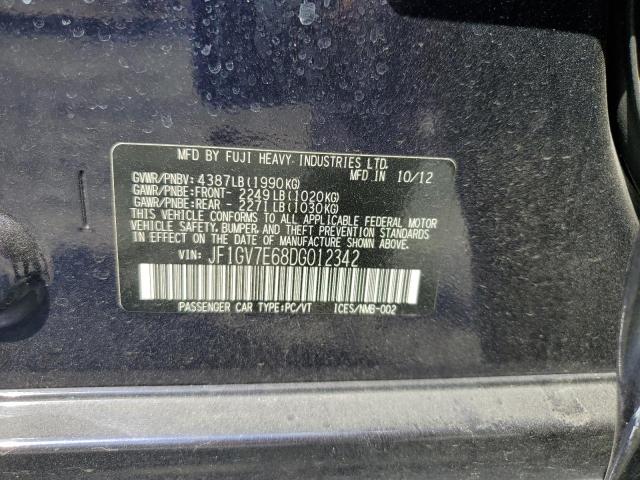 MFD BY FUJI HEAVY INDUSTRIES LTD.
GVWR/PNBV: 4387LB(1990KG) MFD IN 10/12
GAWR/PNBE:FRONT- 2249LB(1020KG)
GAWR/PNBE:REAR - 2271LB(1030KG)
THIS VEHICLE CONFORMS TO ALL APPLICABLE FEDERAL MOTOR
VEHICLE SAFETY, BUMPER, AND THEFT PREVENTION STANDARDS
IN EFFECT ON THE DATE OF MANUFACTURE SHOWN ABOVE.
VIN: JF1GV7E68DG012342
PASSENGER CAR TYPE:PC/VT ICES/NMB-002